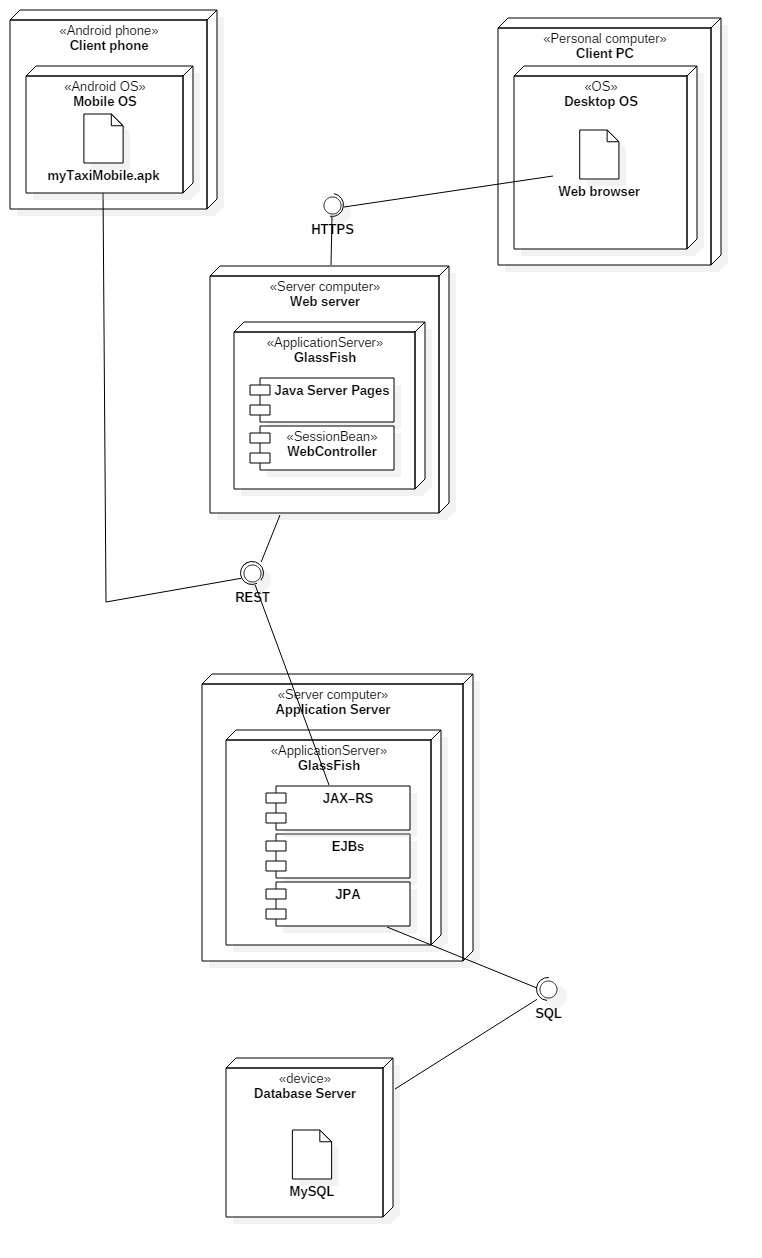 «Android phone»
Client phone
«Android OS»
Mobile OS
myTaxiMobile.apk
«Personal computer»
Client PC
«OS»
Desktop OS
Web browser
HTTPS
«Server computer»
Web server
«ApplicationServer»
GlassFish
Java Server Pages
«SessionBean»
WebController
REST
«Server computer»
Application Server
«ApplicationServer»
GlassFish
JAX–RS
EJBs
JPA
SQL
«device»
Database Server
MySQL